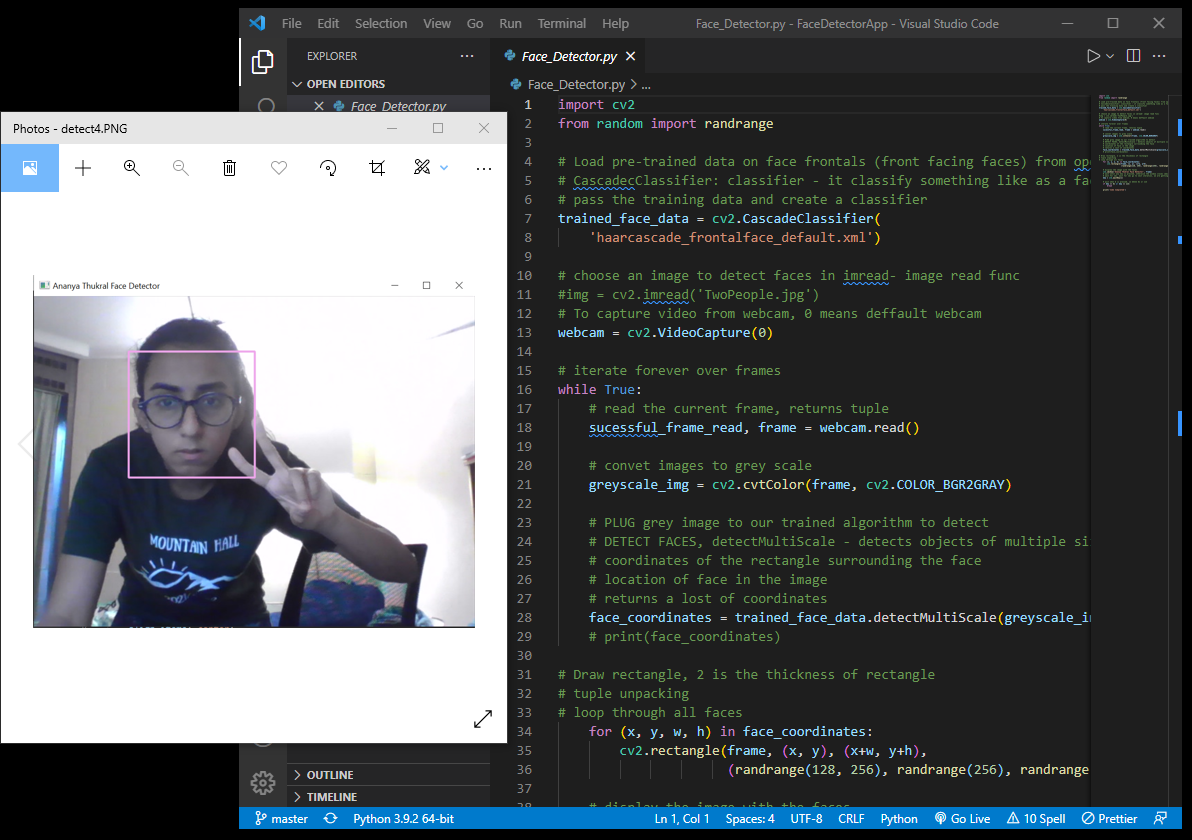 File Edit Selection View Go Run Terminal Help
Face_Detector.py - FaceDetectorApp - Visual Studio Code
EXPLORER
OPEN EDITORS
Face_Detector.py
Face_Detector.py
Face_Detector.py > ...
Photos - detect4.PNG
Ananya Thukral Face Detector
MOUNTAIN HALL
1 import cv2
2 from random import randrange
3
4 # Load pre-trained data on face frontals (front facing faces) from op
5 # CascadecClassifier: classifier - it classify something like as a fa
6 # pass the training data and create a classifier
7 trained_face_data = cv2.CascadeClassifier(
8 'haarcascade_frontalface_default.xml')
9
10 # choose an image to detect faces in imread- image read func
11 #img = cv2.imread('TwoPeople.jpg')
12 # To capture video from webcam, 0 means deffault webcam
13 webcam = cv2.VideoCapture(0)
14
15 # iterate forever over frames
16 while True:
17 # read the current frame, returns tuple
18 sucessful_frame_read, frame = webcam.read()
19
20 # convet images to grey scale
21 greyscale_img = cv2.cvtColor(frame, cv2.COLOR_BGR2GRAY)
22
23 # PLUG grey image to our trained algorithm to detect
24 # DETECT FACES, detectMultiScale - detects objects of multiple si
25 # coordinates of the rectangle surrounding the face
26 # location of face in the image
27 # returns a lost of coordinates
28 face_coordinates = trained_face_data.detectMultiScale(greyscale_i
29 # print(face_coordinates)
30
31 # Draw rectangle, 2 is the thickness of rectangle
32 # tuple unpacking
33 # loop through all faces
34 for (x, y, w, h) in face_coordinates:
35 cv2.rectangle(frame, (x, y), (x+w, y+h),
36 (randrange(128, 256), randrange(256), randrange
37
38 # display the image with the faces
OUTLINE
TIMELINE
master Python 3.9.2 64-bit Ln 1, Col 1 Spaces: 4 UTF-8 CRLF Python Go Live 10 Spell Prettier